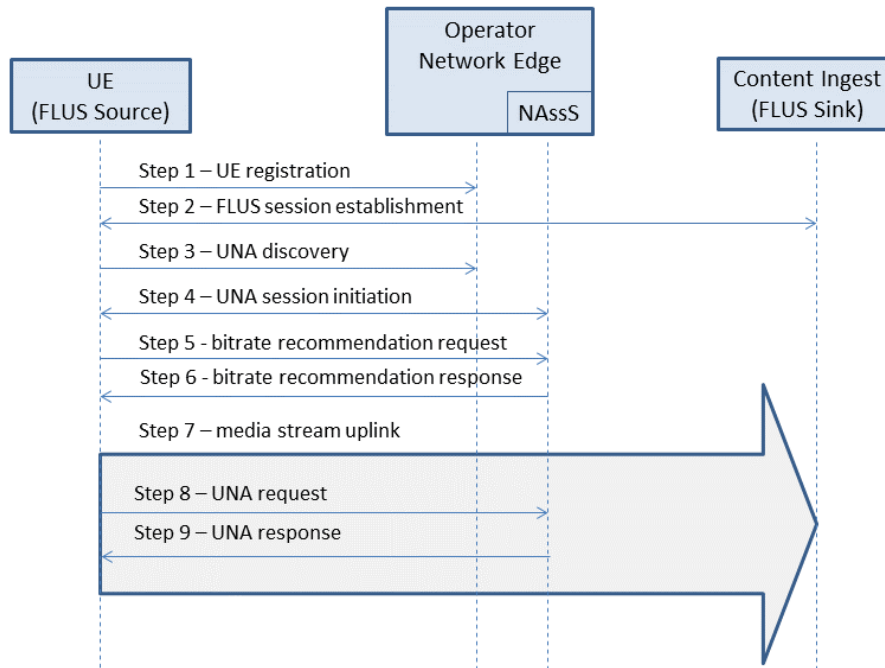 Operator
Network Edge
NAssS
UE
(FLUS Source)
Content Ingest
(FLUS Sink)
Step 1 – UE registration
Step 2 – FLUS session establishment
Step 3 – UNA discovery
Step 4 – UNA session initiation
Step 5 - bitrate recommendation request
Step 6 - bitrate recommendation response
Step 7 – media stream uplink
Step 8 – UNA request
Step 9 – UNA response